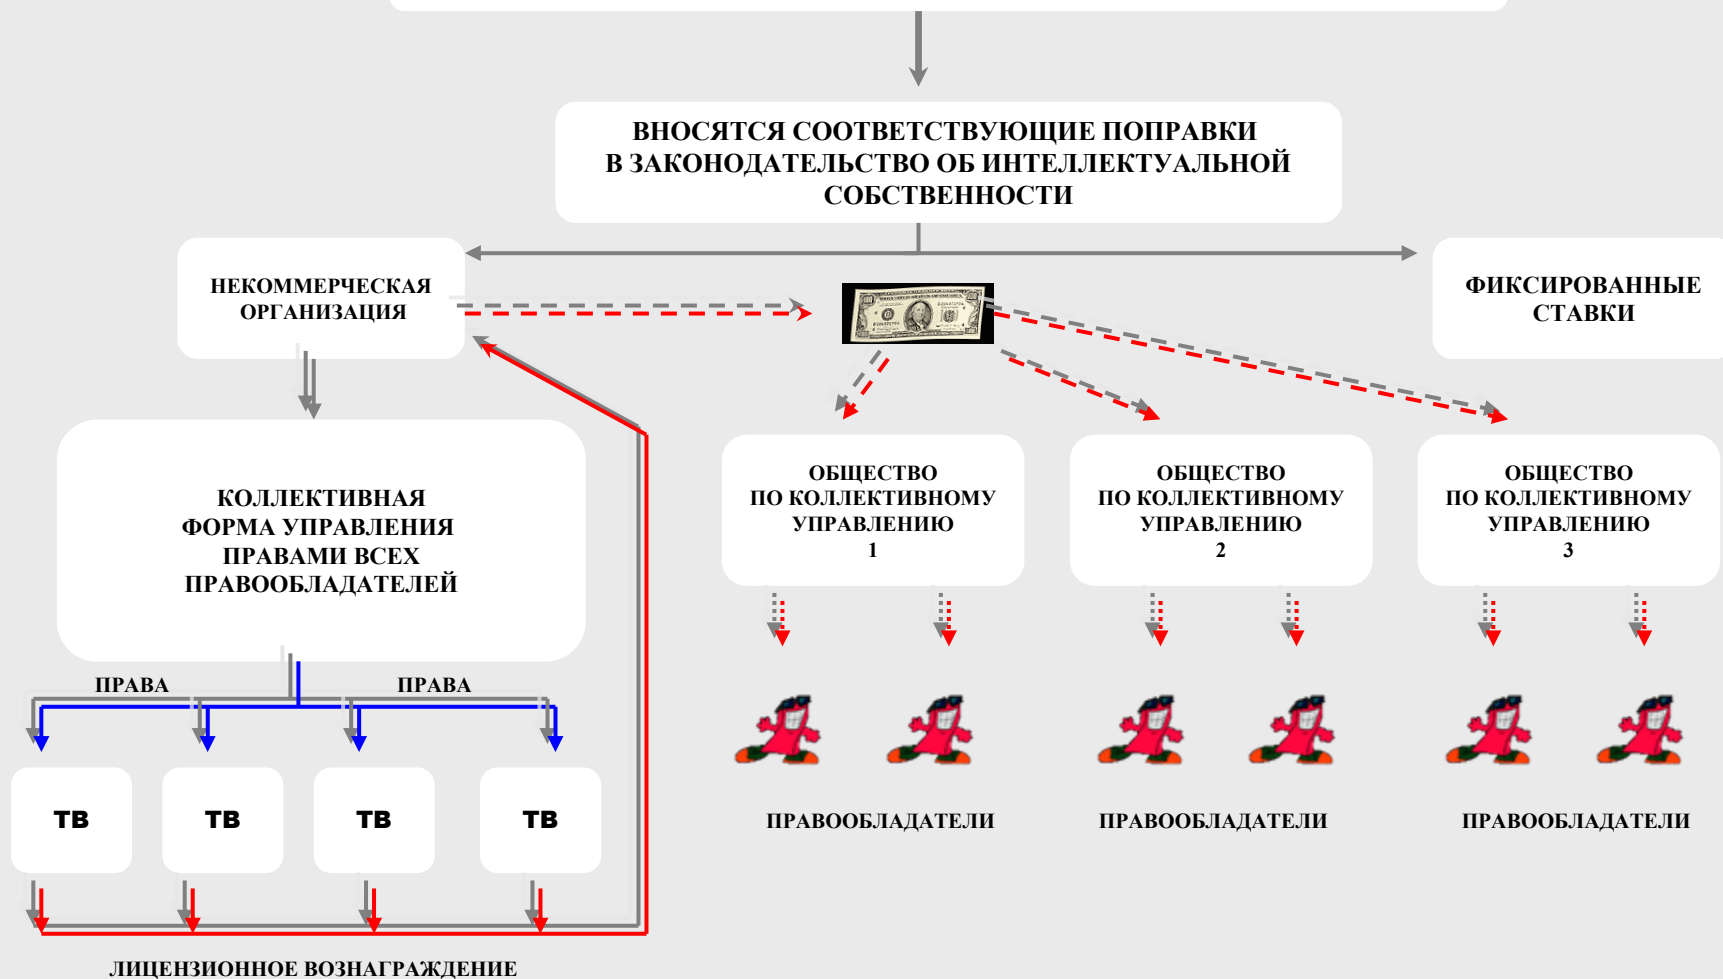 ВНОСЯТСЯ СООТВЕТСТВУЮЩИЕ ПОПРАВКИ
В ЗАКОНОДАТЕЛЬСТВО ОБ ИНТЕЛЛЕКТУАЛЬНОЙ
СОБСТВЕННОСТИ
НЕКОММЕРЧЕСКАЯ
ОРГАНИЗАЦИЯ
ФИКСИРОВАННЫЕ
СТАВКИ
КОЛЛЕКТИВНАЯ
ФОРМА УПРАВЛЕНИЯ
ПРАВАМИ ВСЕХ
ПРАВООБЛАДАТЕЛЕЙ
ОБЩЕСТВО
ПО КОЛЛЕКТИВНОМУ
УПРАВЛЕНИЮ
1
ОБЩЕСТВО
ПО КОЛЛЕКТИВНОМУ
УПРАВЛЕНИЮ
2
ОБЩЕСТВО
ПО КОЛЛЕКТИВНОМУ
УПРАВЛЕНИЮ
3
ПРАВА
ПРАВА
ТВ
ТВ
ТВ
ТВ
ПРАВООБЛАДАТЕЛИ
ПРАВООБЛАДАТЕЛИ
ПРАВООБЛАДАТЕЛИ
ЛИЦЕНЗИОННОЕ ВОЗНАГРАЖДЕНИЕ